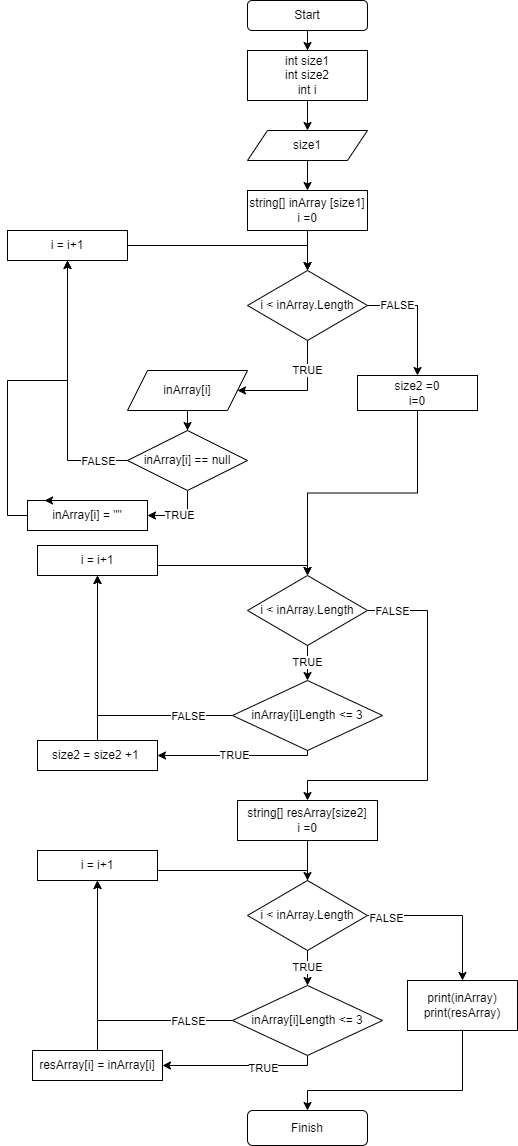 Start
int size1
int size2
int i
size1
string[] inArray [size1]
i =0
i = i+1
i < inArray.Length
FALSE
TRUE
inArray[i]
size2 =0
i=0
inArray[i] == null
FALSE
inArray[i] = ""
TRUE
i = i+1
i < inArray.Length
FALSE
TRUE
inArray[i]Length <= 3
FALSE
size2 = size2 +1
TRUE
string[] resArray[size2]
i =0
i = i+1
i < inArray.Length
FALSE
TRUE
print(inArray)
print(resArray)
inArray[i]Length <= 3
FALSE
resArray[i] = inArray[i]
TRUE
Finish